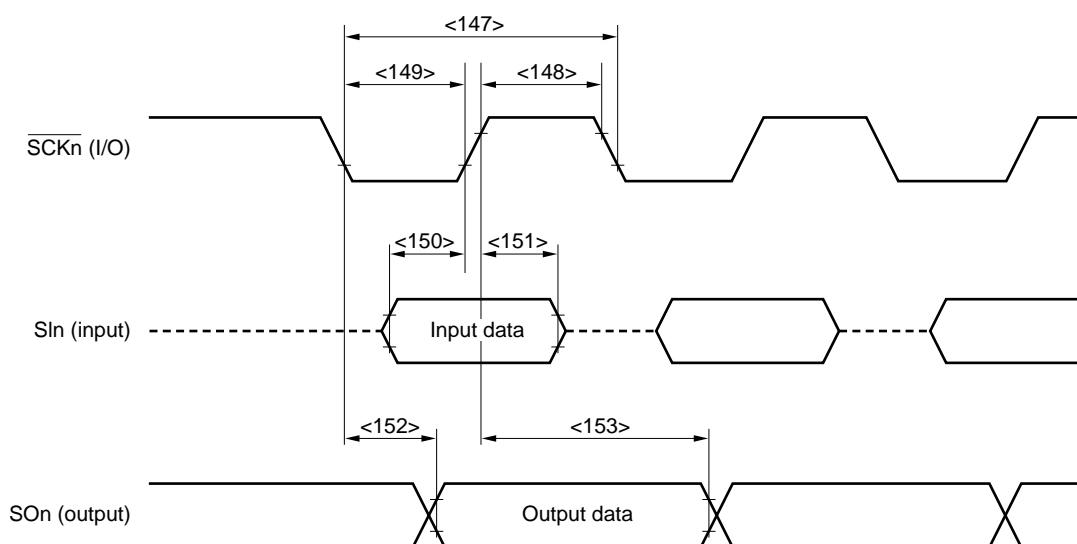 <147>
<149> <148>
SCKn (I/O)
<150> <151>
SIn (input)
Input data
<152> <153>
SOn (output)
Output data